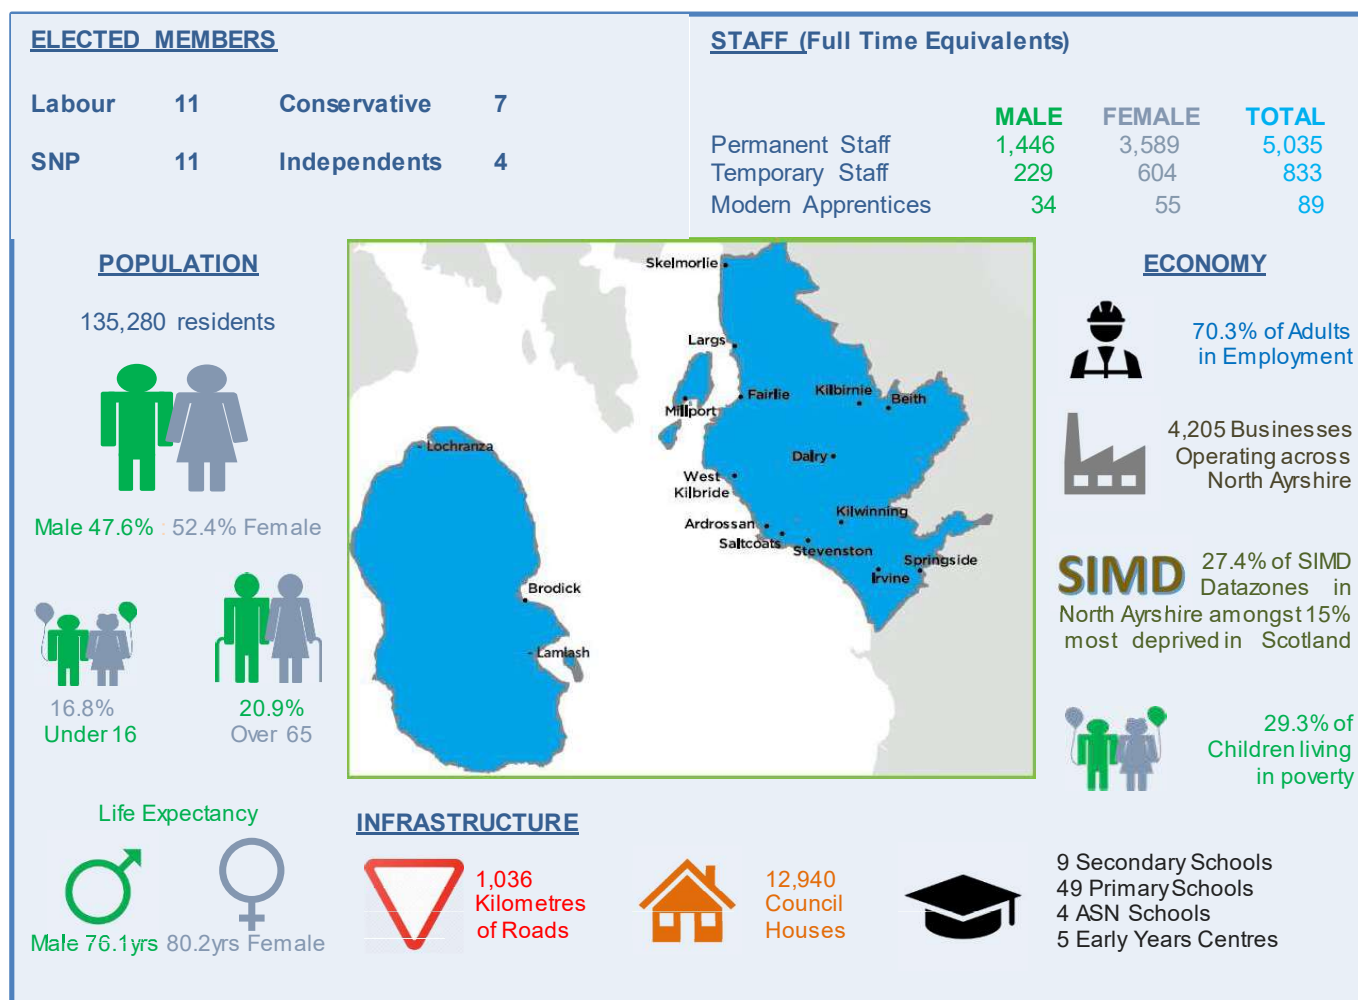 ELECTED MEMBERS
Labour 11 Conservative 7
SNP 11 Independents 4
STAFF (Full Time Equivalents)
MALE FEMALE TOTAL
Permanent Staff 1,446 3,589 5,035
Temporary Staff 229 604 833
Modern Apprentices 34 55 89
POPULATION
135,280 residents
Male 47.6% : 52.4% Female
16.8%
Under 16
20.9%
Over 65
Life Expectancy
Male 76.1yrs 80.2yrs Female
Skelmorlie
Largs
Fairlie
Kilbirnie
Beith
Millport
Lochranza
Dalry
West
Kilbride
Kilwinning
Ardrossan
Saltcoats
Stevenston
Springside
Irvine
Brodick
Lamlash
ECONOMY
70.3% of Adults
in Employment
4,205 Businesses
Operating across
North Ayrshire
SIMD 27.4% of SIMD
Datazones in
North Ayrshire amongst 15%
most deprived in Scotland
29.3% of
Children living
in poverty
INFRASTRUCTURE
1,036
Kilometres
of Roads
12,940
Council
Houses
9 Secondary Schools
49 Primary Schools
4 ASN Schools
5 Early Years Centres